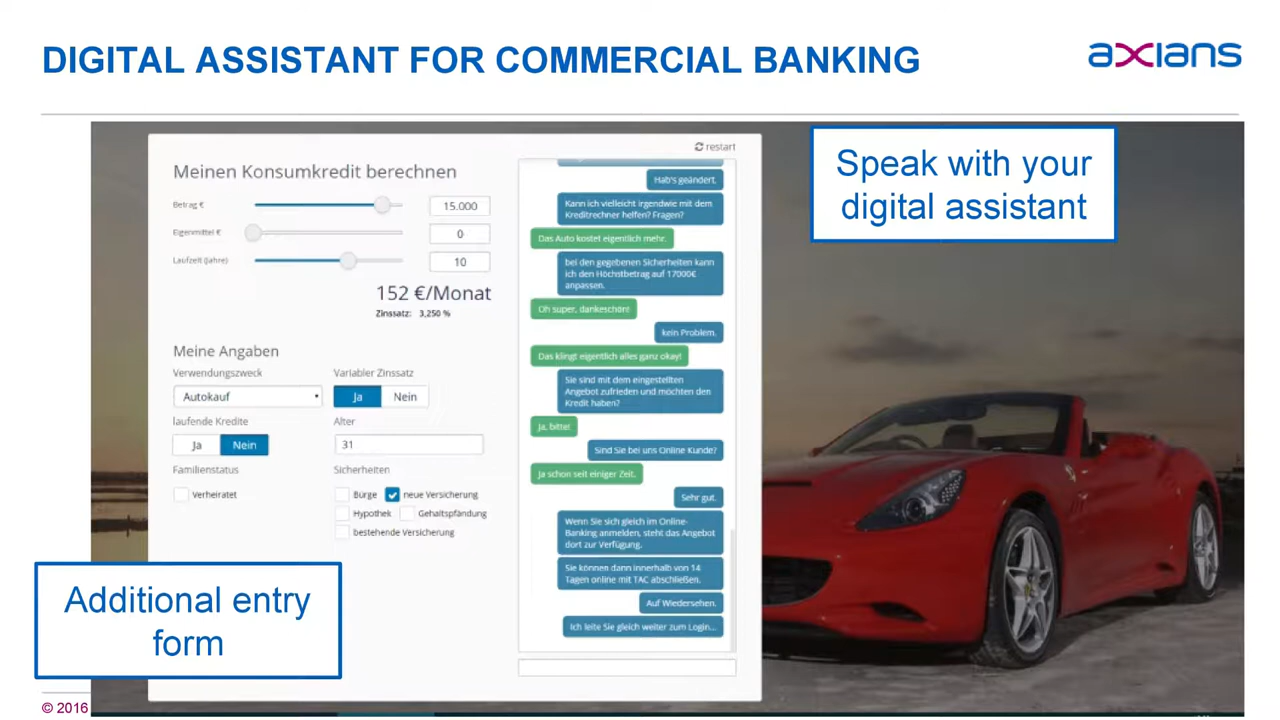 DIGITAL ASSISTANT FOR COMMERCIAL BANKING
axians
Speak with your
digital assistant
restart
Meinen Konsumkredit berechnen
Betrag €
15.000
Eigenmittel €
0
Laufzeit (Jahre)
10
152 €/Monat
Zinssatz: 3,250 %
Meine Angaben
Verwendungszweck
Variabler Zinssatz
Autokauf
Ja
Nein
laufende Kredite
Alter
Ja
Nein
31
Familienstatus
Sicherheiten
Verheiratet
Bürge
neue Versicherung
Hypothek
Gehaltspfändung
bestehende Versicherung
Hab's geändert.
Kann ich vielleicht irgendwie mit dem
Kreditrechner helfen? Fragen?
Das Auto kostet eigentlich mehr.
bei den gegebenen Sicherheiten kann
ich den Höchstbetrag auf 17000€
anpassen.
Oh super, dankeschön!
kein Problem.
Das klingt eigentlich alles ganz okay!
Sie sind mit dem eingestellten
Angebot zufrieden und möchten den
Kredit haben?
Ja, bitte!
Sind Sie bei uns Online Kunde?
Ja schon seit einiger Zeit.
Sehr gut.
Wenn Sie sich gleich im Online-
Banking anmelden, steht das Angebot
dort zur Verfügung.
Sie können dann innerhalb von 14
Tagen online mit TAC abschließen.
Auf Wiedersehen.
Ich leite Sie gleich weiter zum Login...
Additional entry
form
© 2016